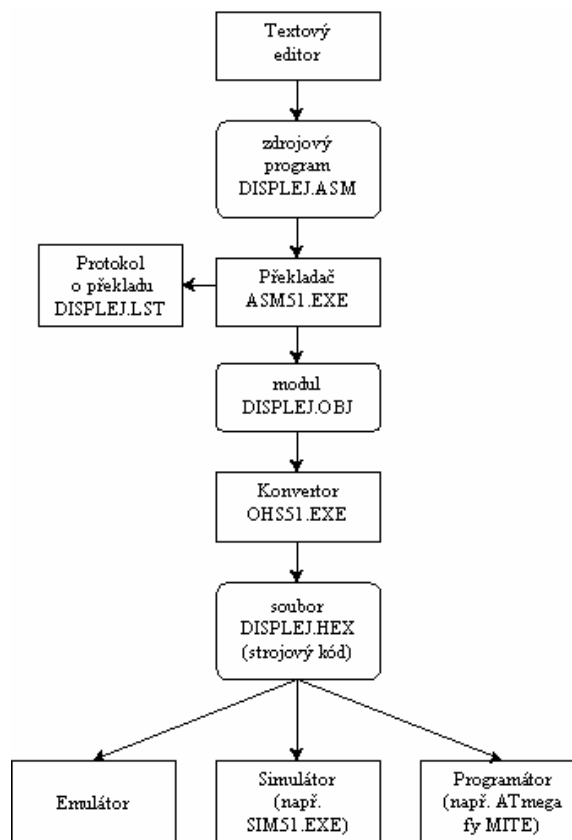 Textový
editor
zdrojový
program
DISPLEJ.ASM
Protokol
o překladu
DISPLEJ.LST
Překladač
ASM51.EXE
modul
DISPLEJ.OBJ
Konvertor
OHS51.EXE
soubor
DISPLEJ.HEX
(strojový kód)
Emulátor
Simulátor
(např.
SIM51.EXE)
Programátor
(např. ATmega
fy MITE)